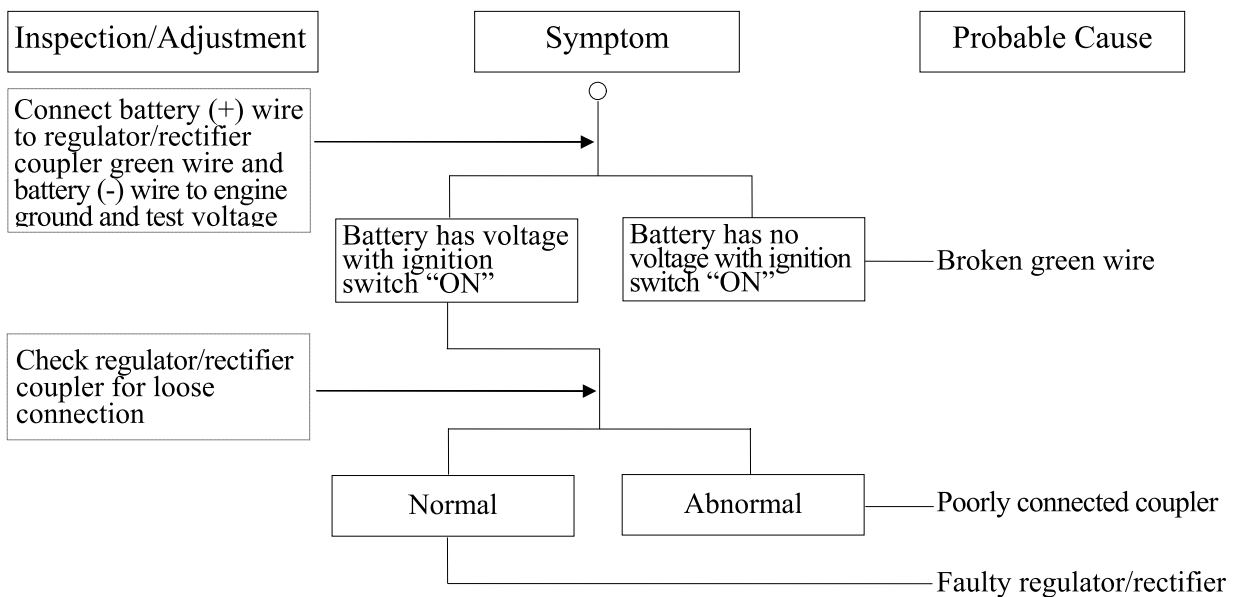 Inspection/Adjustment
Symptom
Probable Cause
Connect battery (+) wire
to regulator/rectifier
coupler green wire and
battery (-) wire to engine
ground and test voltage
Battery has voltage
with ignition
switch “ON”
Battery has no
voltage with ignition
switch “ON”
Broken green wire
Check regulator/rectifier
coupler for loose
connection
Normal
Abnormal
Poorly connected coupler
Faulty regulator/rectifier